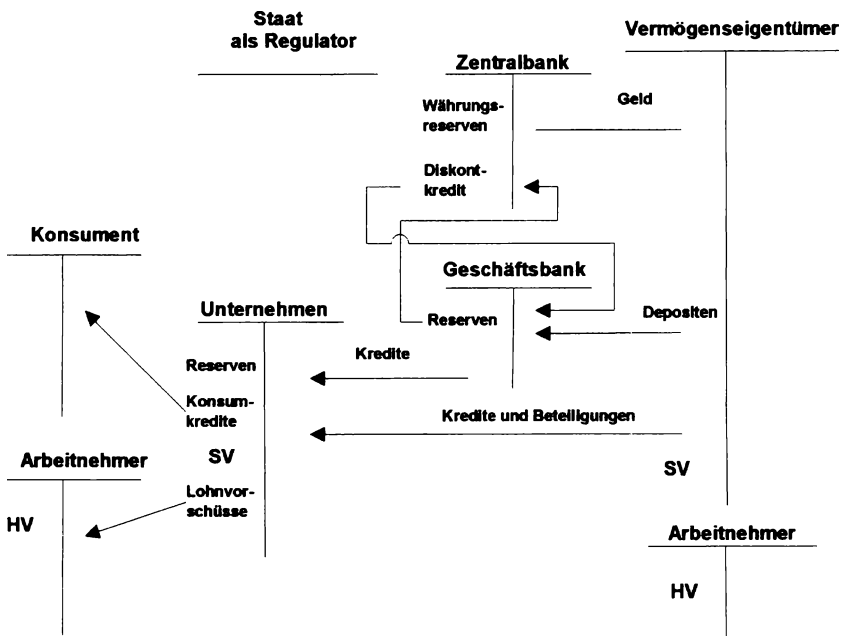 Staat
als Regulator
Vermögenseigentümer
Zentralbank
Währungs-
reserven
Geld
Diskont-
kredit
Konsument
Geschäftsbank
Unternehmen
Reserven
Depositen
Reserven
Kredite
Konsum-
kredite
Kredite und Beteiligungen
Arbeitnehmer
SV
SV
Lohnvor-
schüsse
HV
Arbeitnehmer
HV